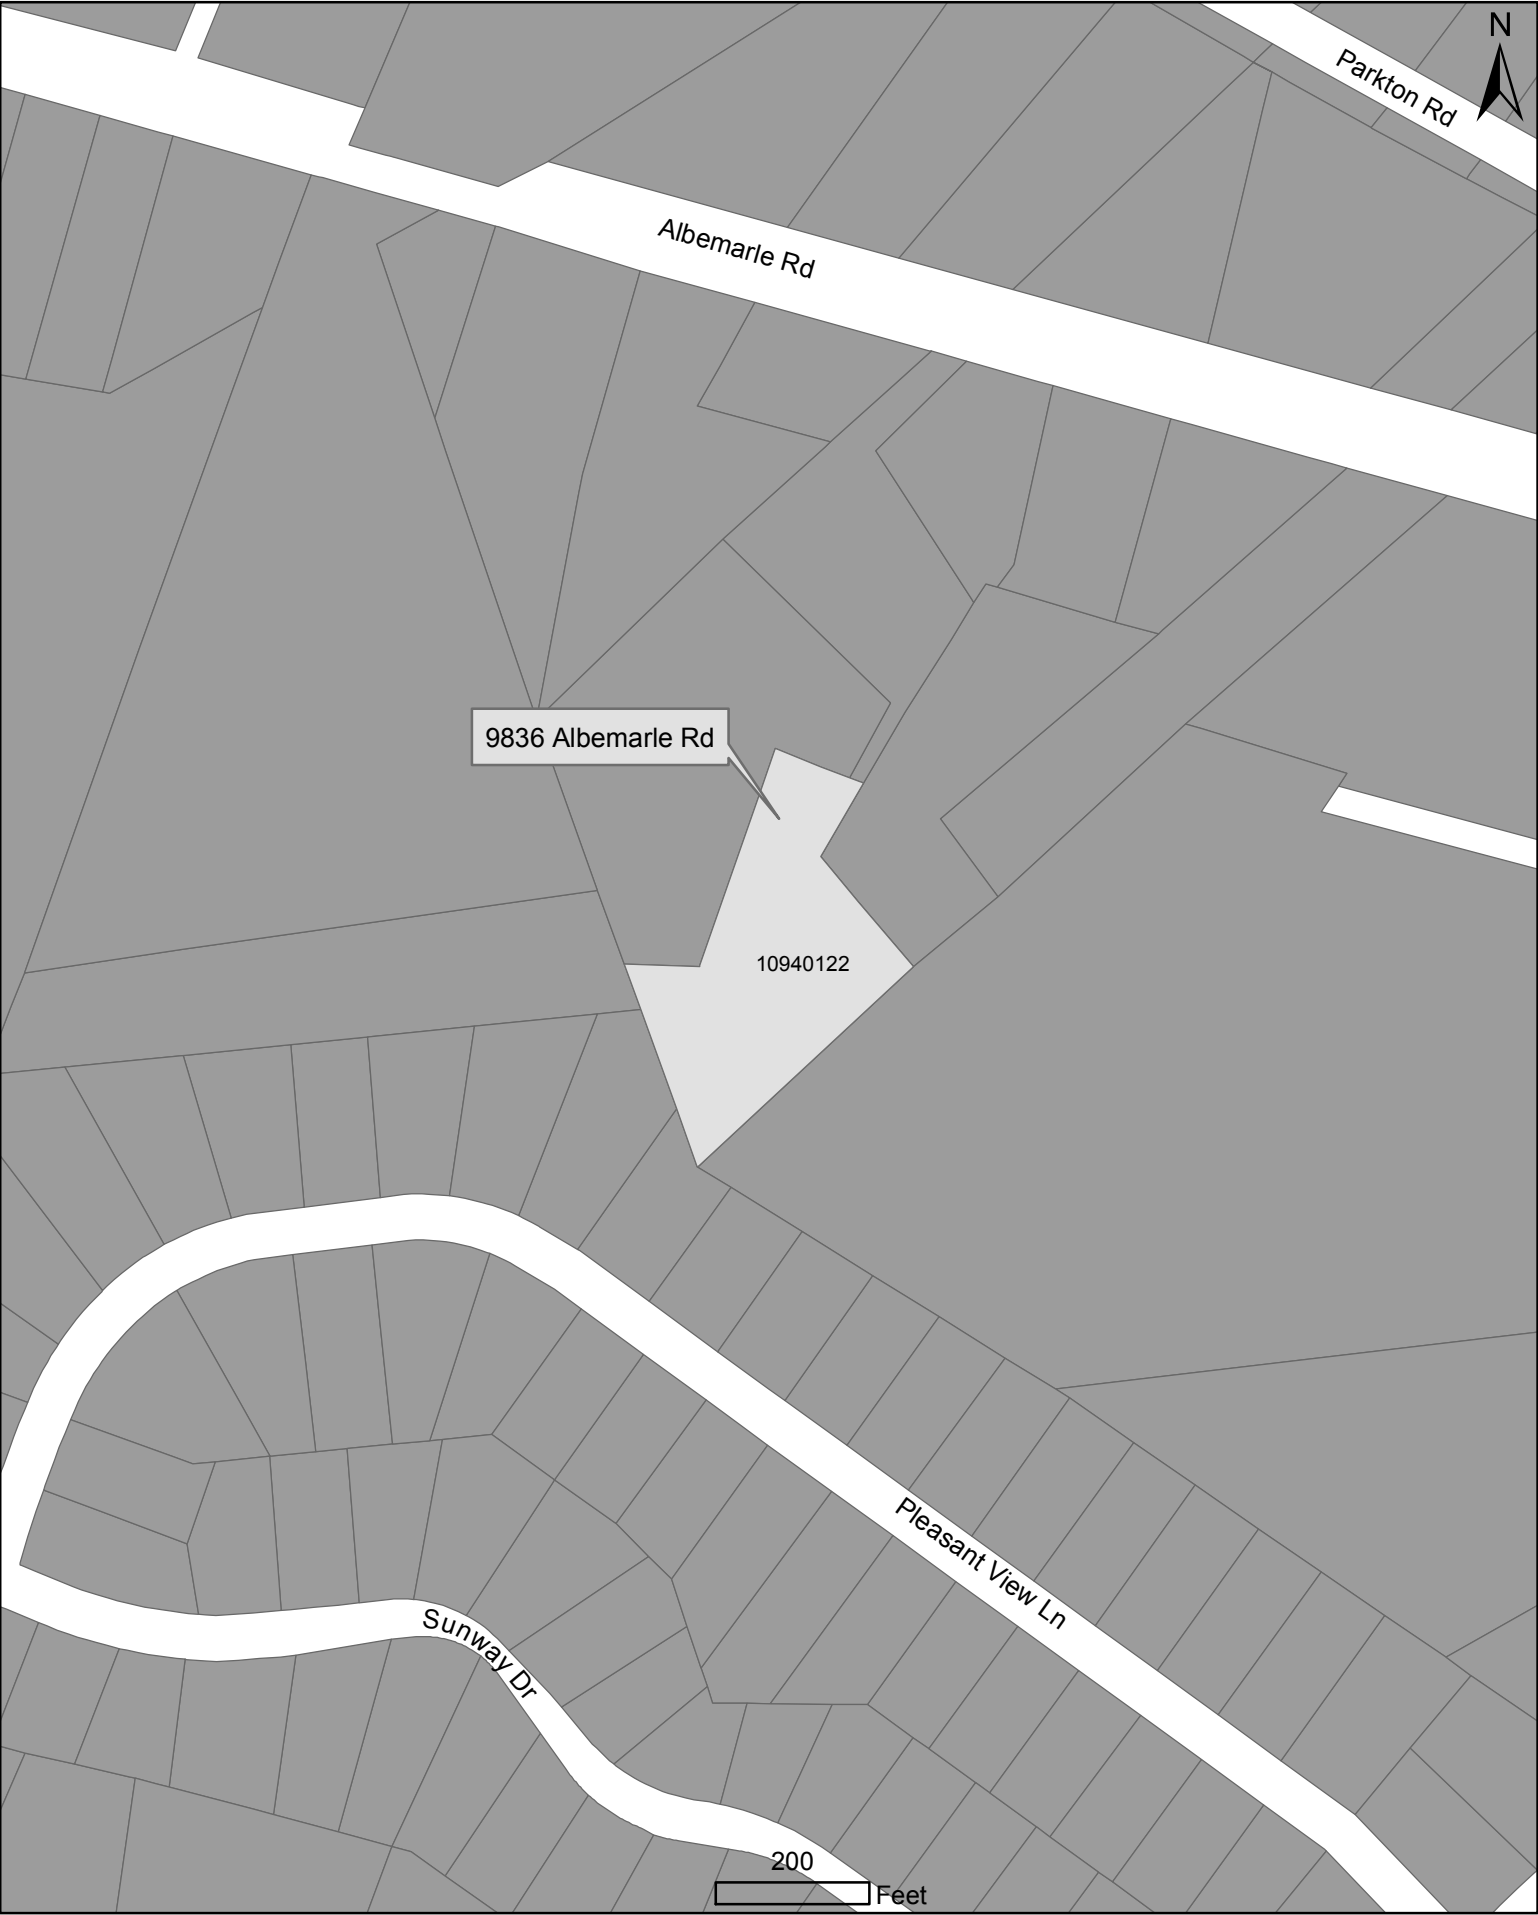 N
Parkton Rd
Albemarle Rd
9836 Albemarle Rd
10940122
Pleasant View Ln
Sunway Dr
200
Feet